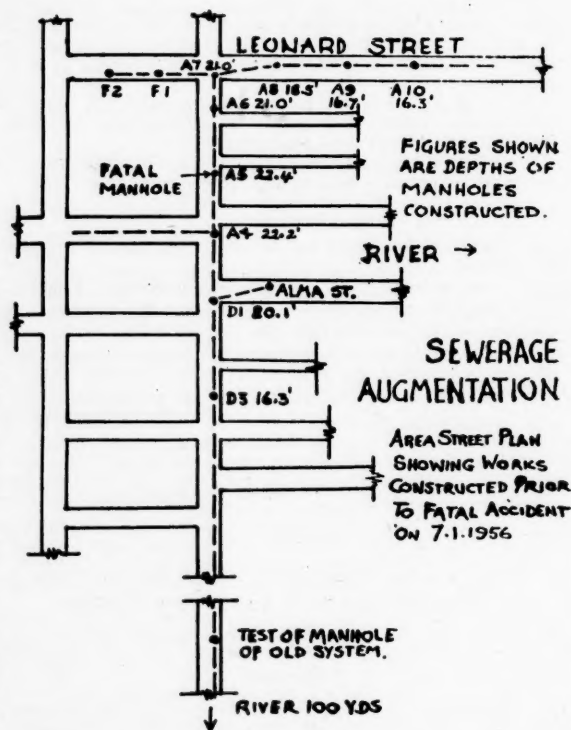 LEONARD STREET
A7 21.0'
F2
F1
A8 18.5'
A9
16.7'
A10
16.3'
A6 21.0'
FATAL
MANHOLE
A5 22.4'
FIGURES SHOWN
ARE DEPTHS OF
MANHOLES
CONSTRUCTED.
A4 22.2'
RIVER →
ALMA ST.
D1 20.1'
SEWERAGE
AUGMENTATION
D3 16.3'
AREA STREET PLAN
SHOWING WORKS
CONSTRUCTED PRIOR
TO FATAL ACCIDENT
ON 7.1.1956
TEST OF MANHOLE
OF OLD SYSTEM.
RIVER 100 YDS